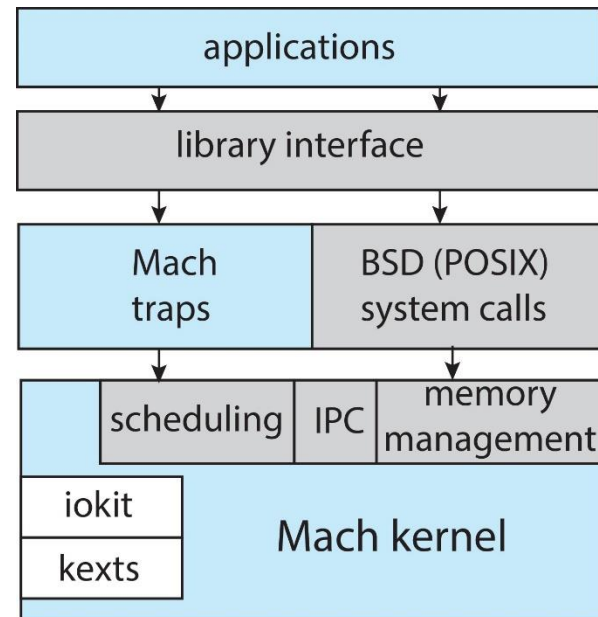 applications
library interface
Mach
traps
BSD (POSIX)
system calls
scheduling
IPC
memory
management
iokit
kexts
Mach kernel